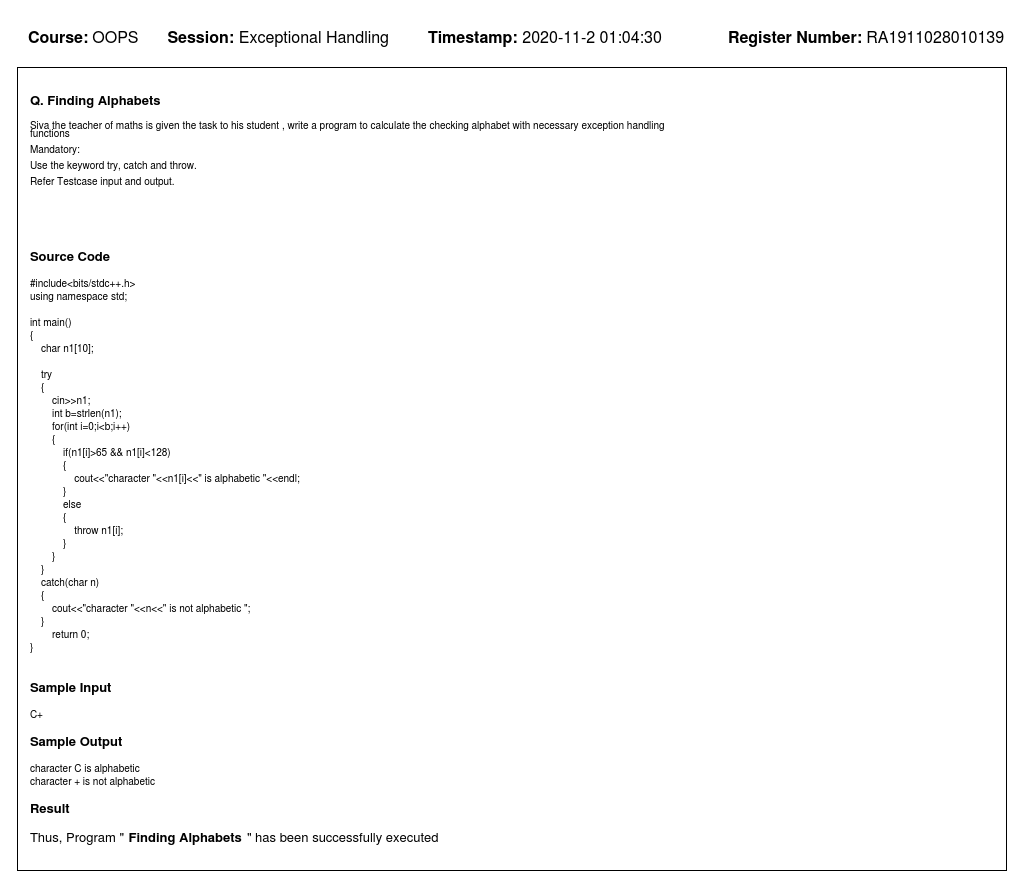 Course: OOPS Session: Exceptional Handling Timestamp: 2020-11-2 01:04:30 Register Number: RA1911028010139
Q. Finding Alphabets
Siva the teacher of maths is given the task to his student , write a program to calculate the checking alphabet with necessary exception handling
functions
Mandatory:
Use the keyword try, catch and throw.
Refer Testcase input and output.
Source Code
#include<bits/stdc++.h>
using namespace std;
int main()
{
char n1[10];
try
{
cin>>n1;
int b=strlen(n1);
for(int i=0;i<b;i++)
{
if(n1[i]>65 && n1[i]<128)
{
cout<<"character "<<n1[i]<<" is alphabetic "<<endl;
}
else
{
throw n1[i];
}
}
}
catch(char n)
{
cout<<"character "<<n<<" is not alphabetic ";
}
return 0;
}
Sample Input
C+
Sample Output
character C is alphabetic
character + is not alphabetic
Result
Thus, Program " Finding Alphabets " has been successfully executed